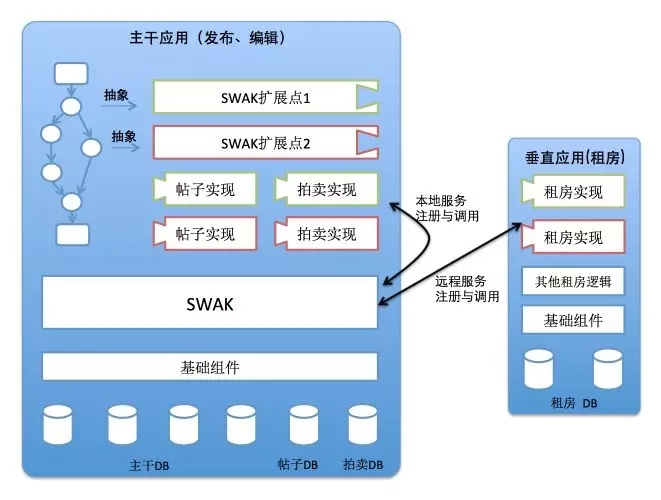 主干应用（发布、编辑）
抽象
SWAK扩展点1
抽象
SWAK扩展点2
帖子实现
拍卖实现
帖子实现
拍卖实现
本地服务
注册与调用
SWAK
远程服务
注册与调用
基础组件
主干DB
帖子DB
拍卖DB
垂直应用(租房)
租房实现
租房实现
其他租房逻辑
基础组件
租房 DB